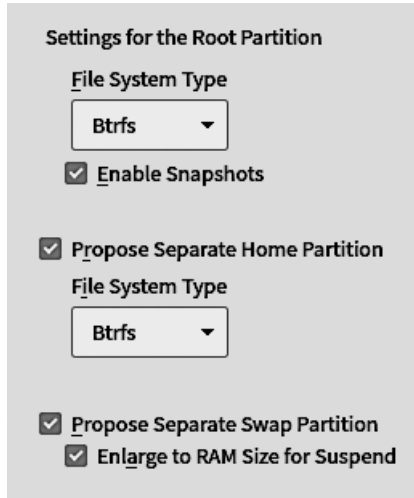 Settings for the Root Partition
File System Type
Btrfs
Enable Snapshots
Propose Separate Home Partition
File System Type
Btrfs
Propose Separate Swap Partition
Enlarge to RAM Size for Suspend